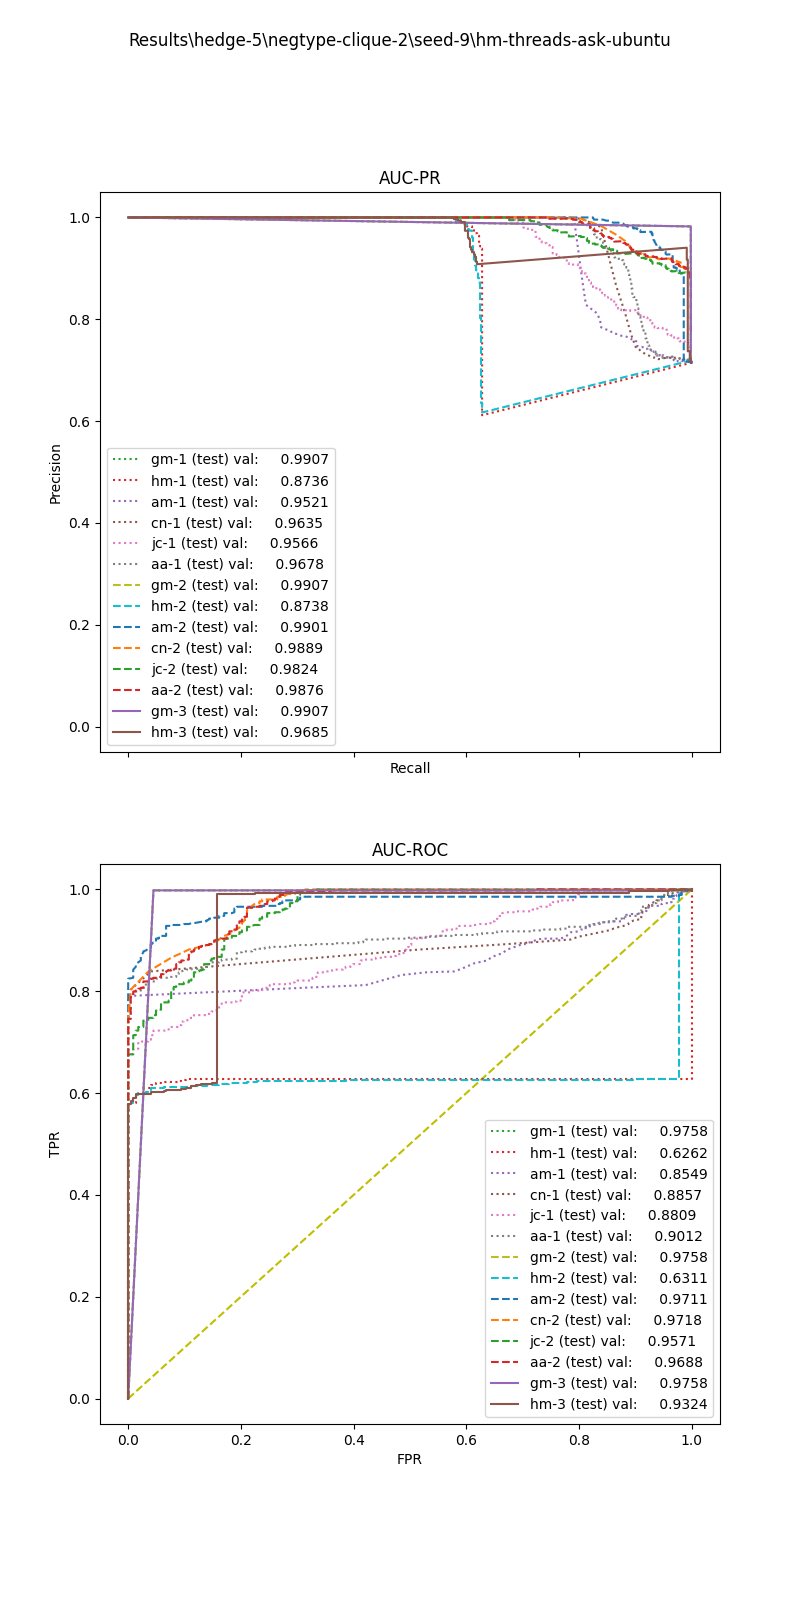 Results\hedge-5\negtype-clique-2\seed-9\hm-threads-ask-ubuntu
AUC-PR
1.0
0.8
0.6
0.4
0.2
0.0
Precision
gm-1 (test) val: 0.9907
hm-1 (test) val: 0.8736
am-1 (test) val: 0.9521
cn-1 (test) val: 0.9635
jc-1 (test) val: 0.9566
aa-1 (test) val: 0.9678
gm-2 (test) val: 0.9907
hm-2 (test) val: 0.8738
am-2 (test) val: 0.9901
cn-2 (test) val: 0.9889
jc-2 (test) val: 0.9824
aa-2 (test) val: 0.9876
gm-3 (test) val: 0.9907
hm-3 (test) val: 0.9685
Recall
AUC-ROC
1.0
0.8
0.6
0.4
0.2
0.0
TPR
gm-1 (test) val: 0.9758
hm-1 (test) val: 0.6262
am-1 (test) val: 0.8549
cn-1 (test) val: 0.8857
jc-1 (test) val: 0.8809
aa-1 (test) val: 0.9012
gm-2 (test) val: 0.9758
hm-2 (test) val: 0.6311
am-2 (test) val: 0.9711
cn-2 (test) val: 0.9718
jc-2 (test) val: 0.9571
aa-2 (test) val: 0.9688
gm-3 (test) val: 0.9758
hm-3 (test) val: 0.9324
0.0 0.2 0.4 0.6 0.8 1.0
FPR